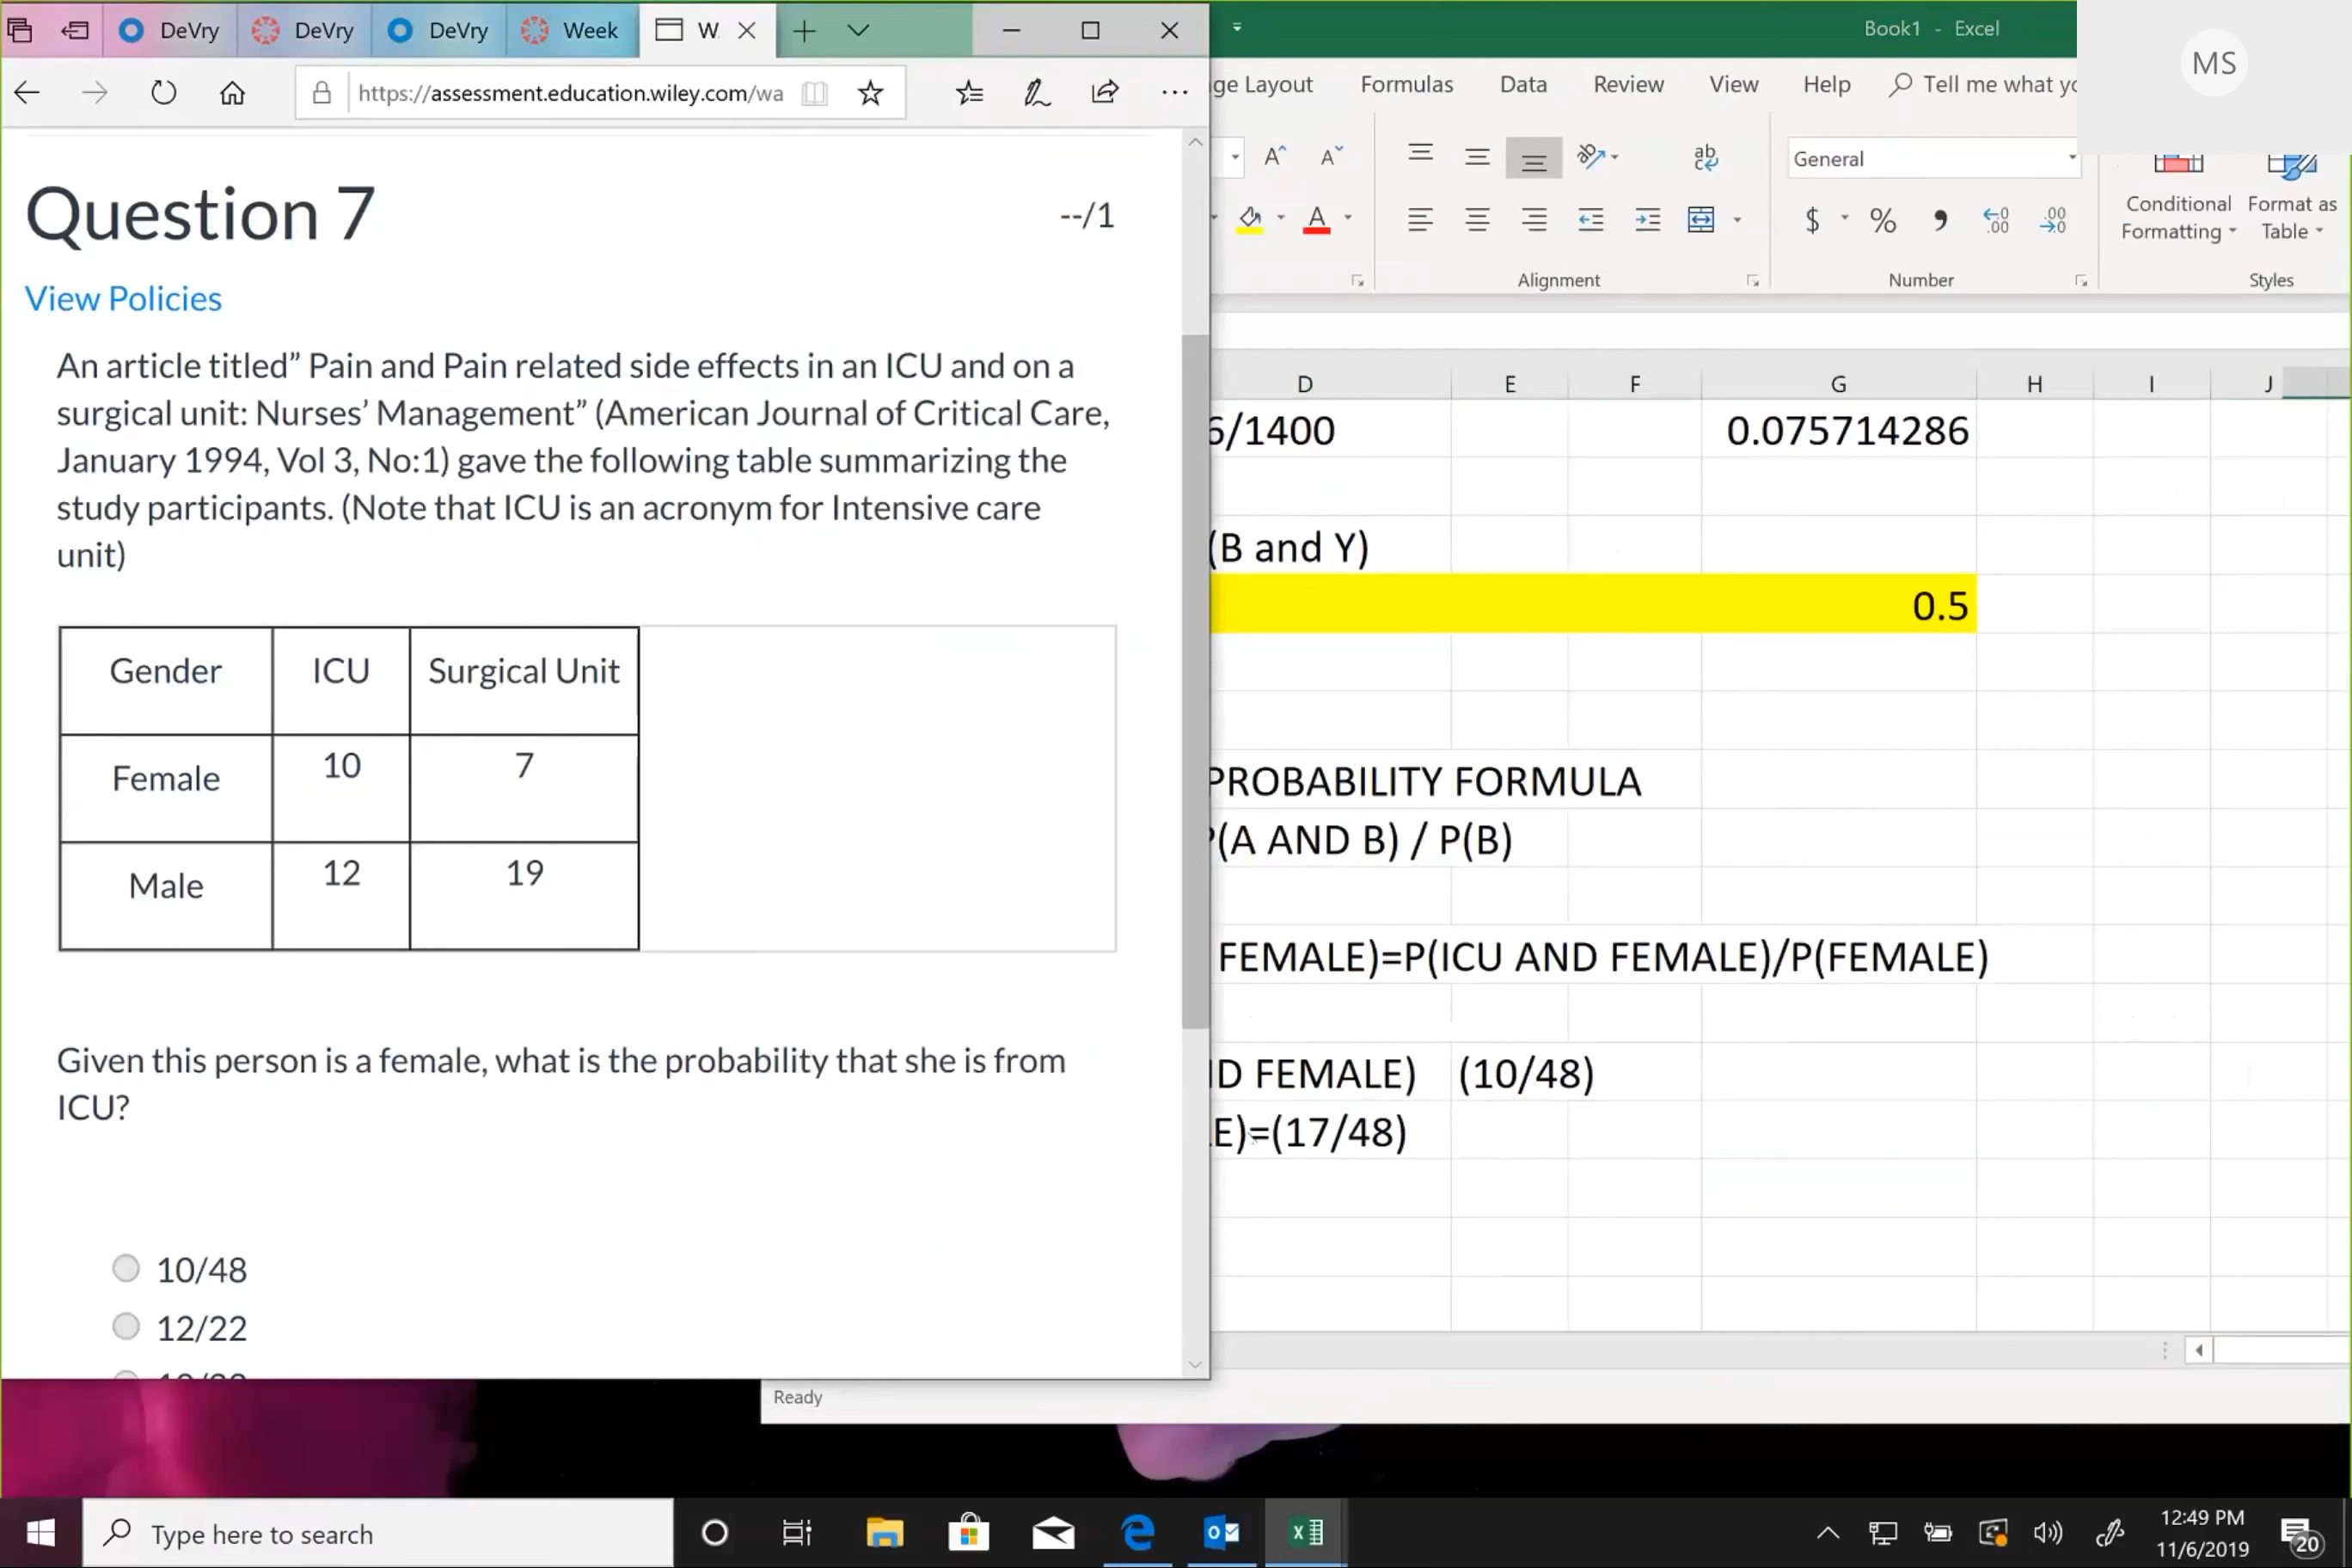 DeVry
DeVry
DeVry
Week
W
Book1 - Excel
MS
https://assessment.education.wiley.com/wa
ge Layout
Formulas
Data
Review
View
Help
Tell me what yo
General
Conditional
Formatting
Format as
Table
Alignment
Number
Styles
Question 7
--/1
View Policies
An article titled” Pain and Pain related side effects in an ICU and on a
surgical unit: Nurses’ Management” (American Journal of Critical Care,
January 1994, Vol 3, No:1) gave the following table summarizing the
study participants. (Note that ICU is an acronym for Intensive care
unit)
Gender ICU Surgical Unit
Female 10 7
Male 12 19
Given this person is a female, what is the probability that she is from
ICU?
10/48
12/22
D E F G H I J
6/1400 0.075714286
(B and Y)
0.5
PROBABILITY FORMULA
P(A AND B) / P(B)
FEMALE)=P(ICU AND FEMALE)/P(FEMALE)
ND FEMALE) (10/48)
LE)=(17/48)
Ready
Type here to search
12:49 PM
11/6/2019
20